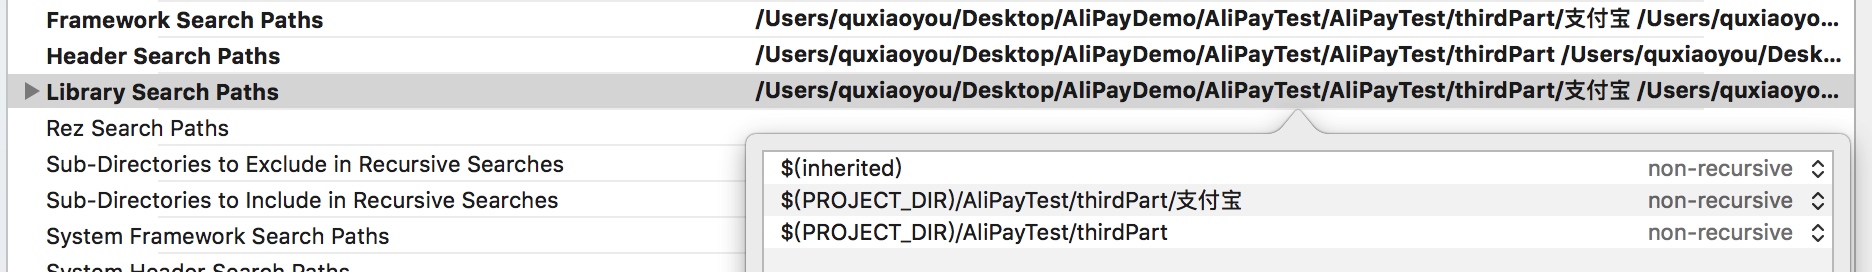 Framework Search Paths /Users/quxiaoyou/Desktop/AliPayDemo/AliPayTest/AliPayTest/thirdPart/支付宝 /Users/quxiaoyo...
Header Search Paths /Users/quxiaoyou/Desktop/AliPayDemo/AliPayTest/AliPayTest/thirdPart /Users/quxiaoyou/Desk...
Library Search Paths /Users/quxiaoyou/Desktop/AliPayDemo/AliPayTest/AliPayTest/thirdPart/支付宝 /Users/quxiaoyo...
Rez Search Paths
Sub-Directories to Exclude in Recursive Searches
Sub-Directories to Include in Recursive Searches
System Framework Search Paths
System Header Search Paths
$(inherited) non-recursive
$(PROJECT_DIR)/AliPayTest/thirdPart/支付宝 non-recursive
$(PROJECT_DIR)/AliPayTest/thirdPart non-recursive